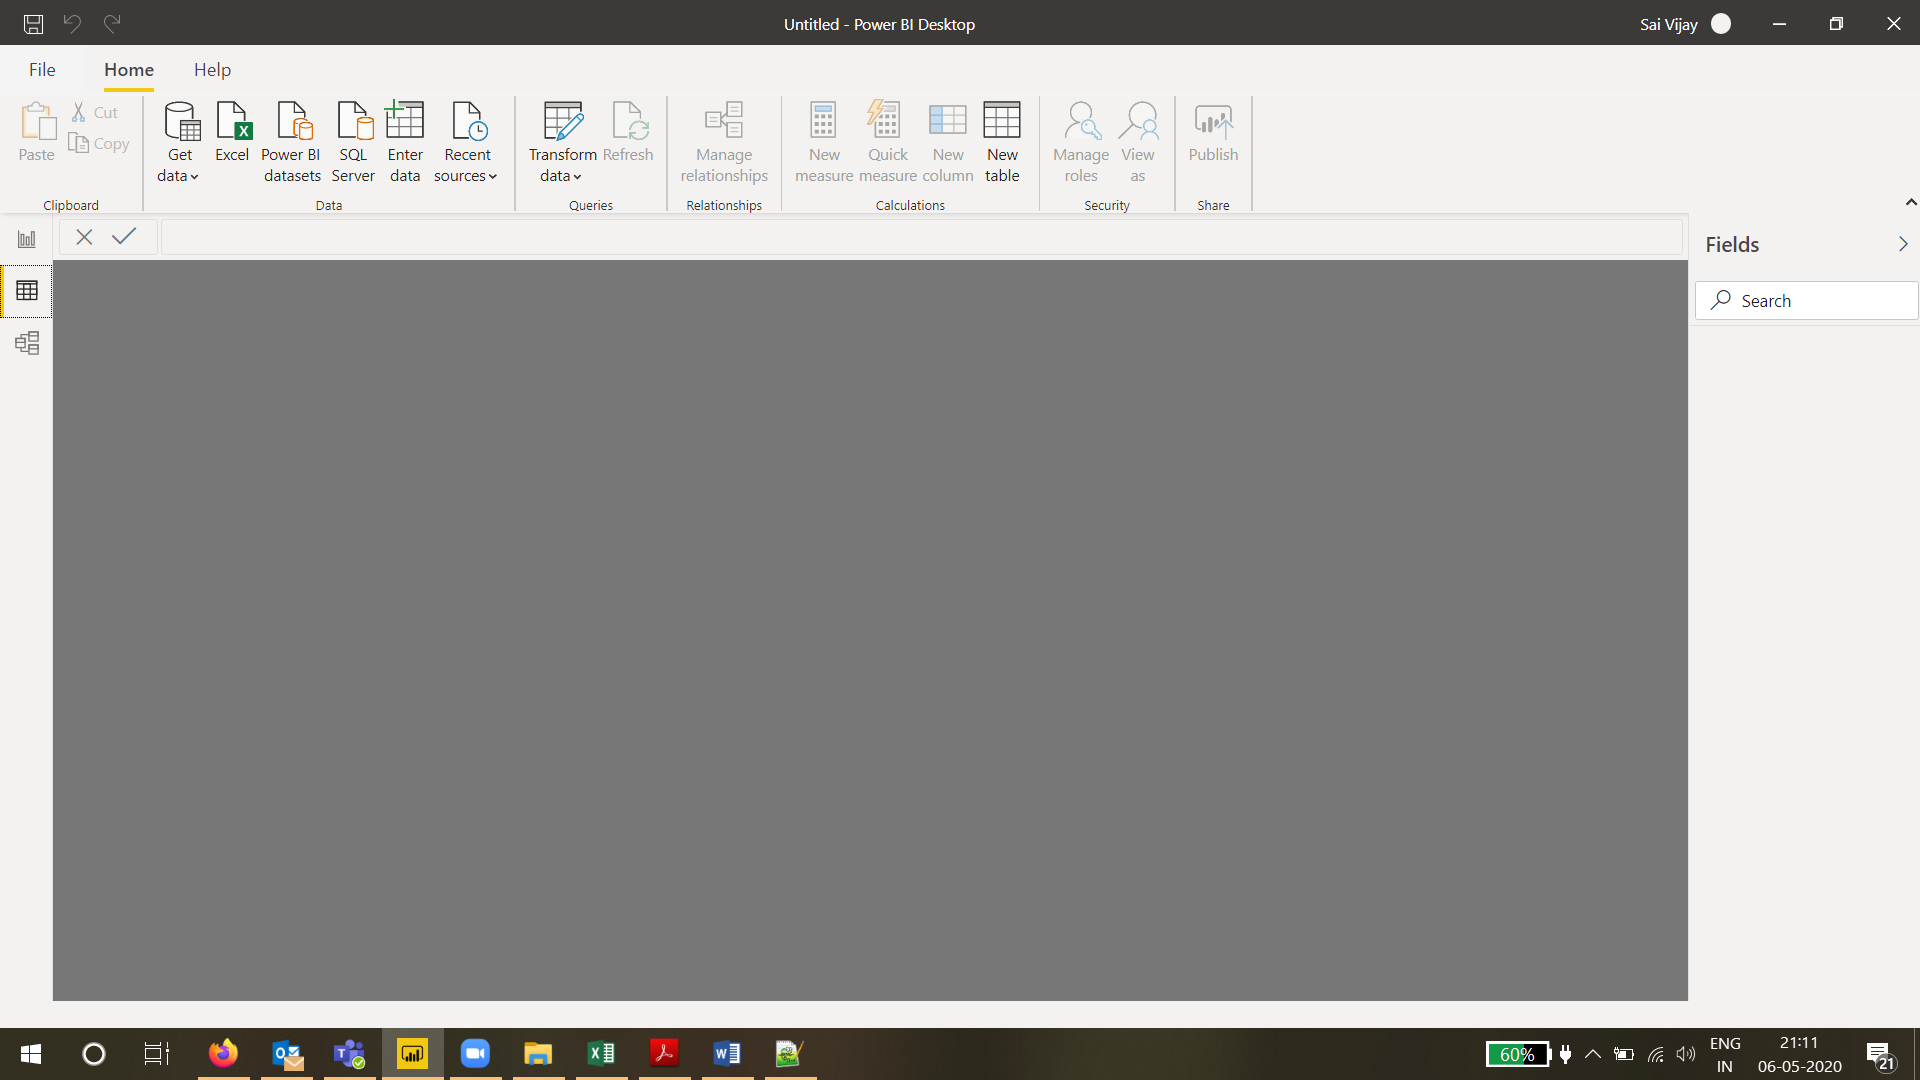 Untitled - Power BI Desktop
Sai Vijay
File Home Help
Paste
Cut
Copy
Clipboard
Get data
Excel
Power BI datasets
SQL Server
Enter data
Recent sources
Data
Transform data
Refresh
Queries
Manage relationships
Relationships
New measure
Quick measure
New column
New table
Calculations
Manage roles
View as
Security
Publish
Share
Fields
Search
60%
ENG
IN
21:11
06-05-2020
21